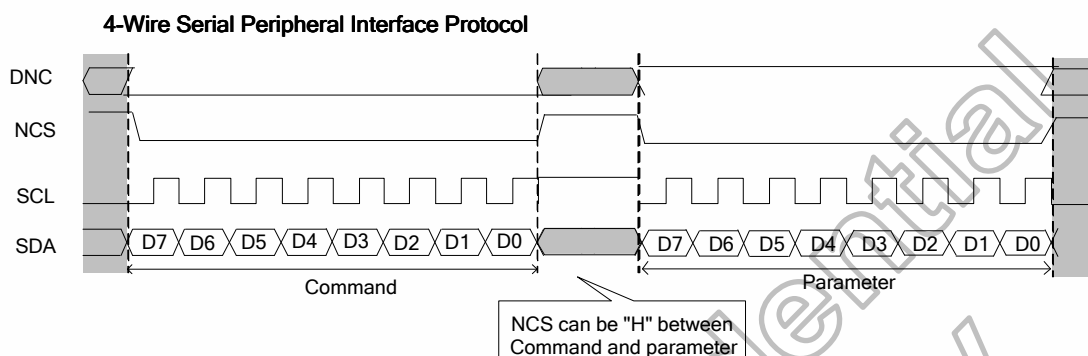 4-Wire Serial Peripheral Interface Protocol
DNC
NCS
SCL
SDA
D7 D6 D5 D4 D3 D2 D1 D0 D7 D6 D5 D4 D3 D2 D1 D0
Command
Parameter
NCS can be "H" between
Command and parameter